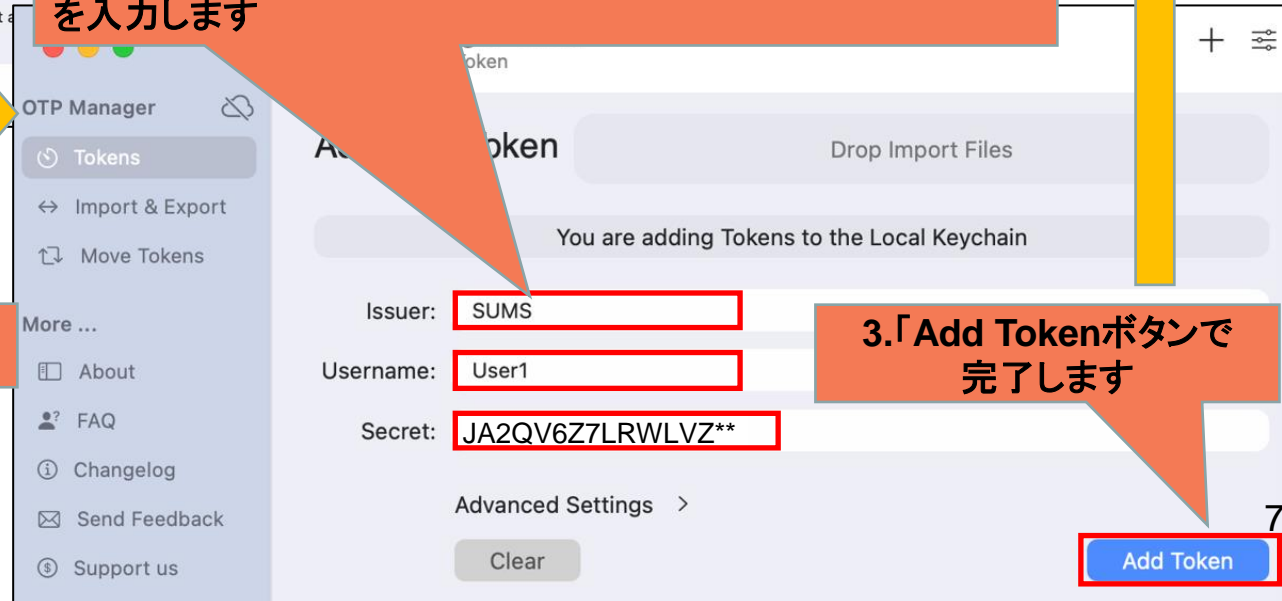 を入力します
OTP Manager
Tokens
Import & Export
Move Tokens
More ...
About
FAQ
Changelog
Send Feedback
Support us
Drop Import Files
You are adding Tokens to the Local Keychain
Issuer: SUMS
Username: User1
Secret: JA2QV6Z7LRWLVZ**
Advanced Settings >
Clear
Add Token
3.「Add Tokenボタンで
完了します
7